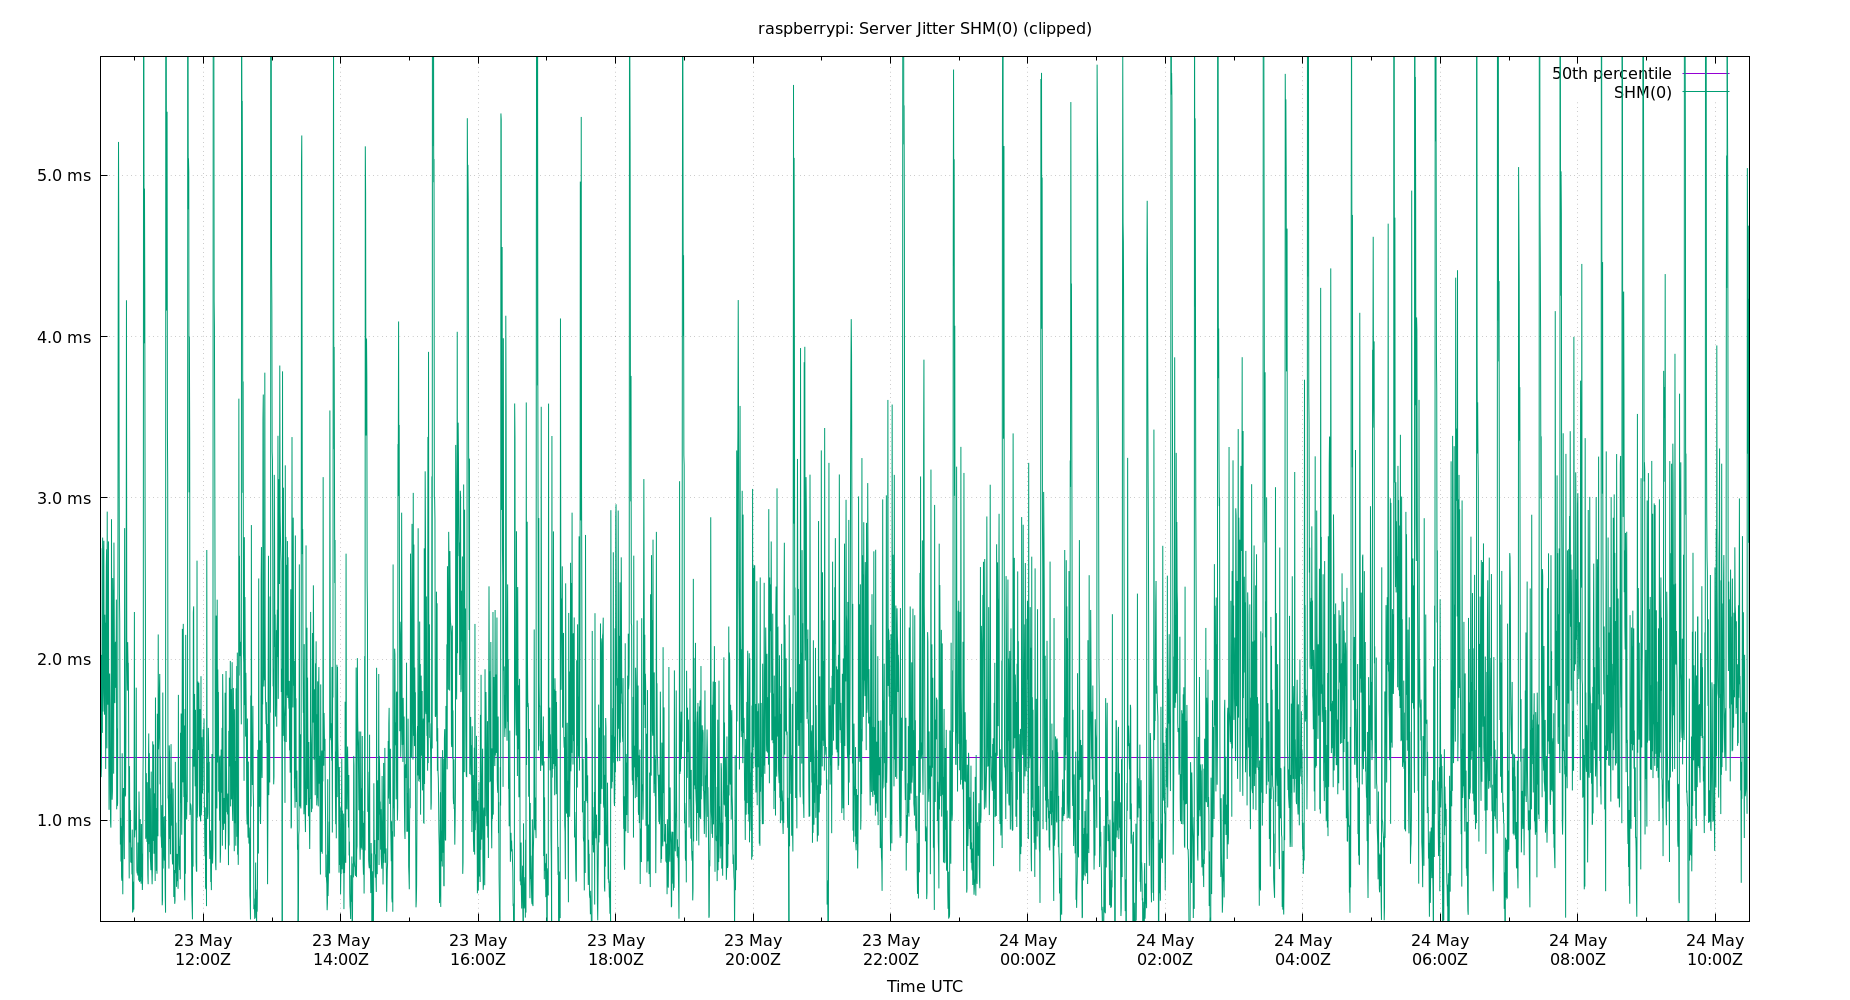 raspberrypi: Server Jitter SHM(0) (clipped)
50th percentile
SHM(0)
5.0 ms
4.0 ms
3.0 ms
2.0 ms
1.0 ms
23 May 23 May 23 May 23 May 23 May 23 May 24 May 24 May 24 May 24 May 24 May 24 May
12:00Z 14:00Z 16:00Z 18:00Z 20:00Z 22:00Z 00:00Z 02:00Z 04:00Z 06:00Z 08:00Z 10:00Z
Time UTC